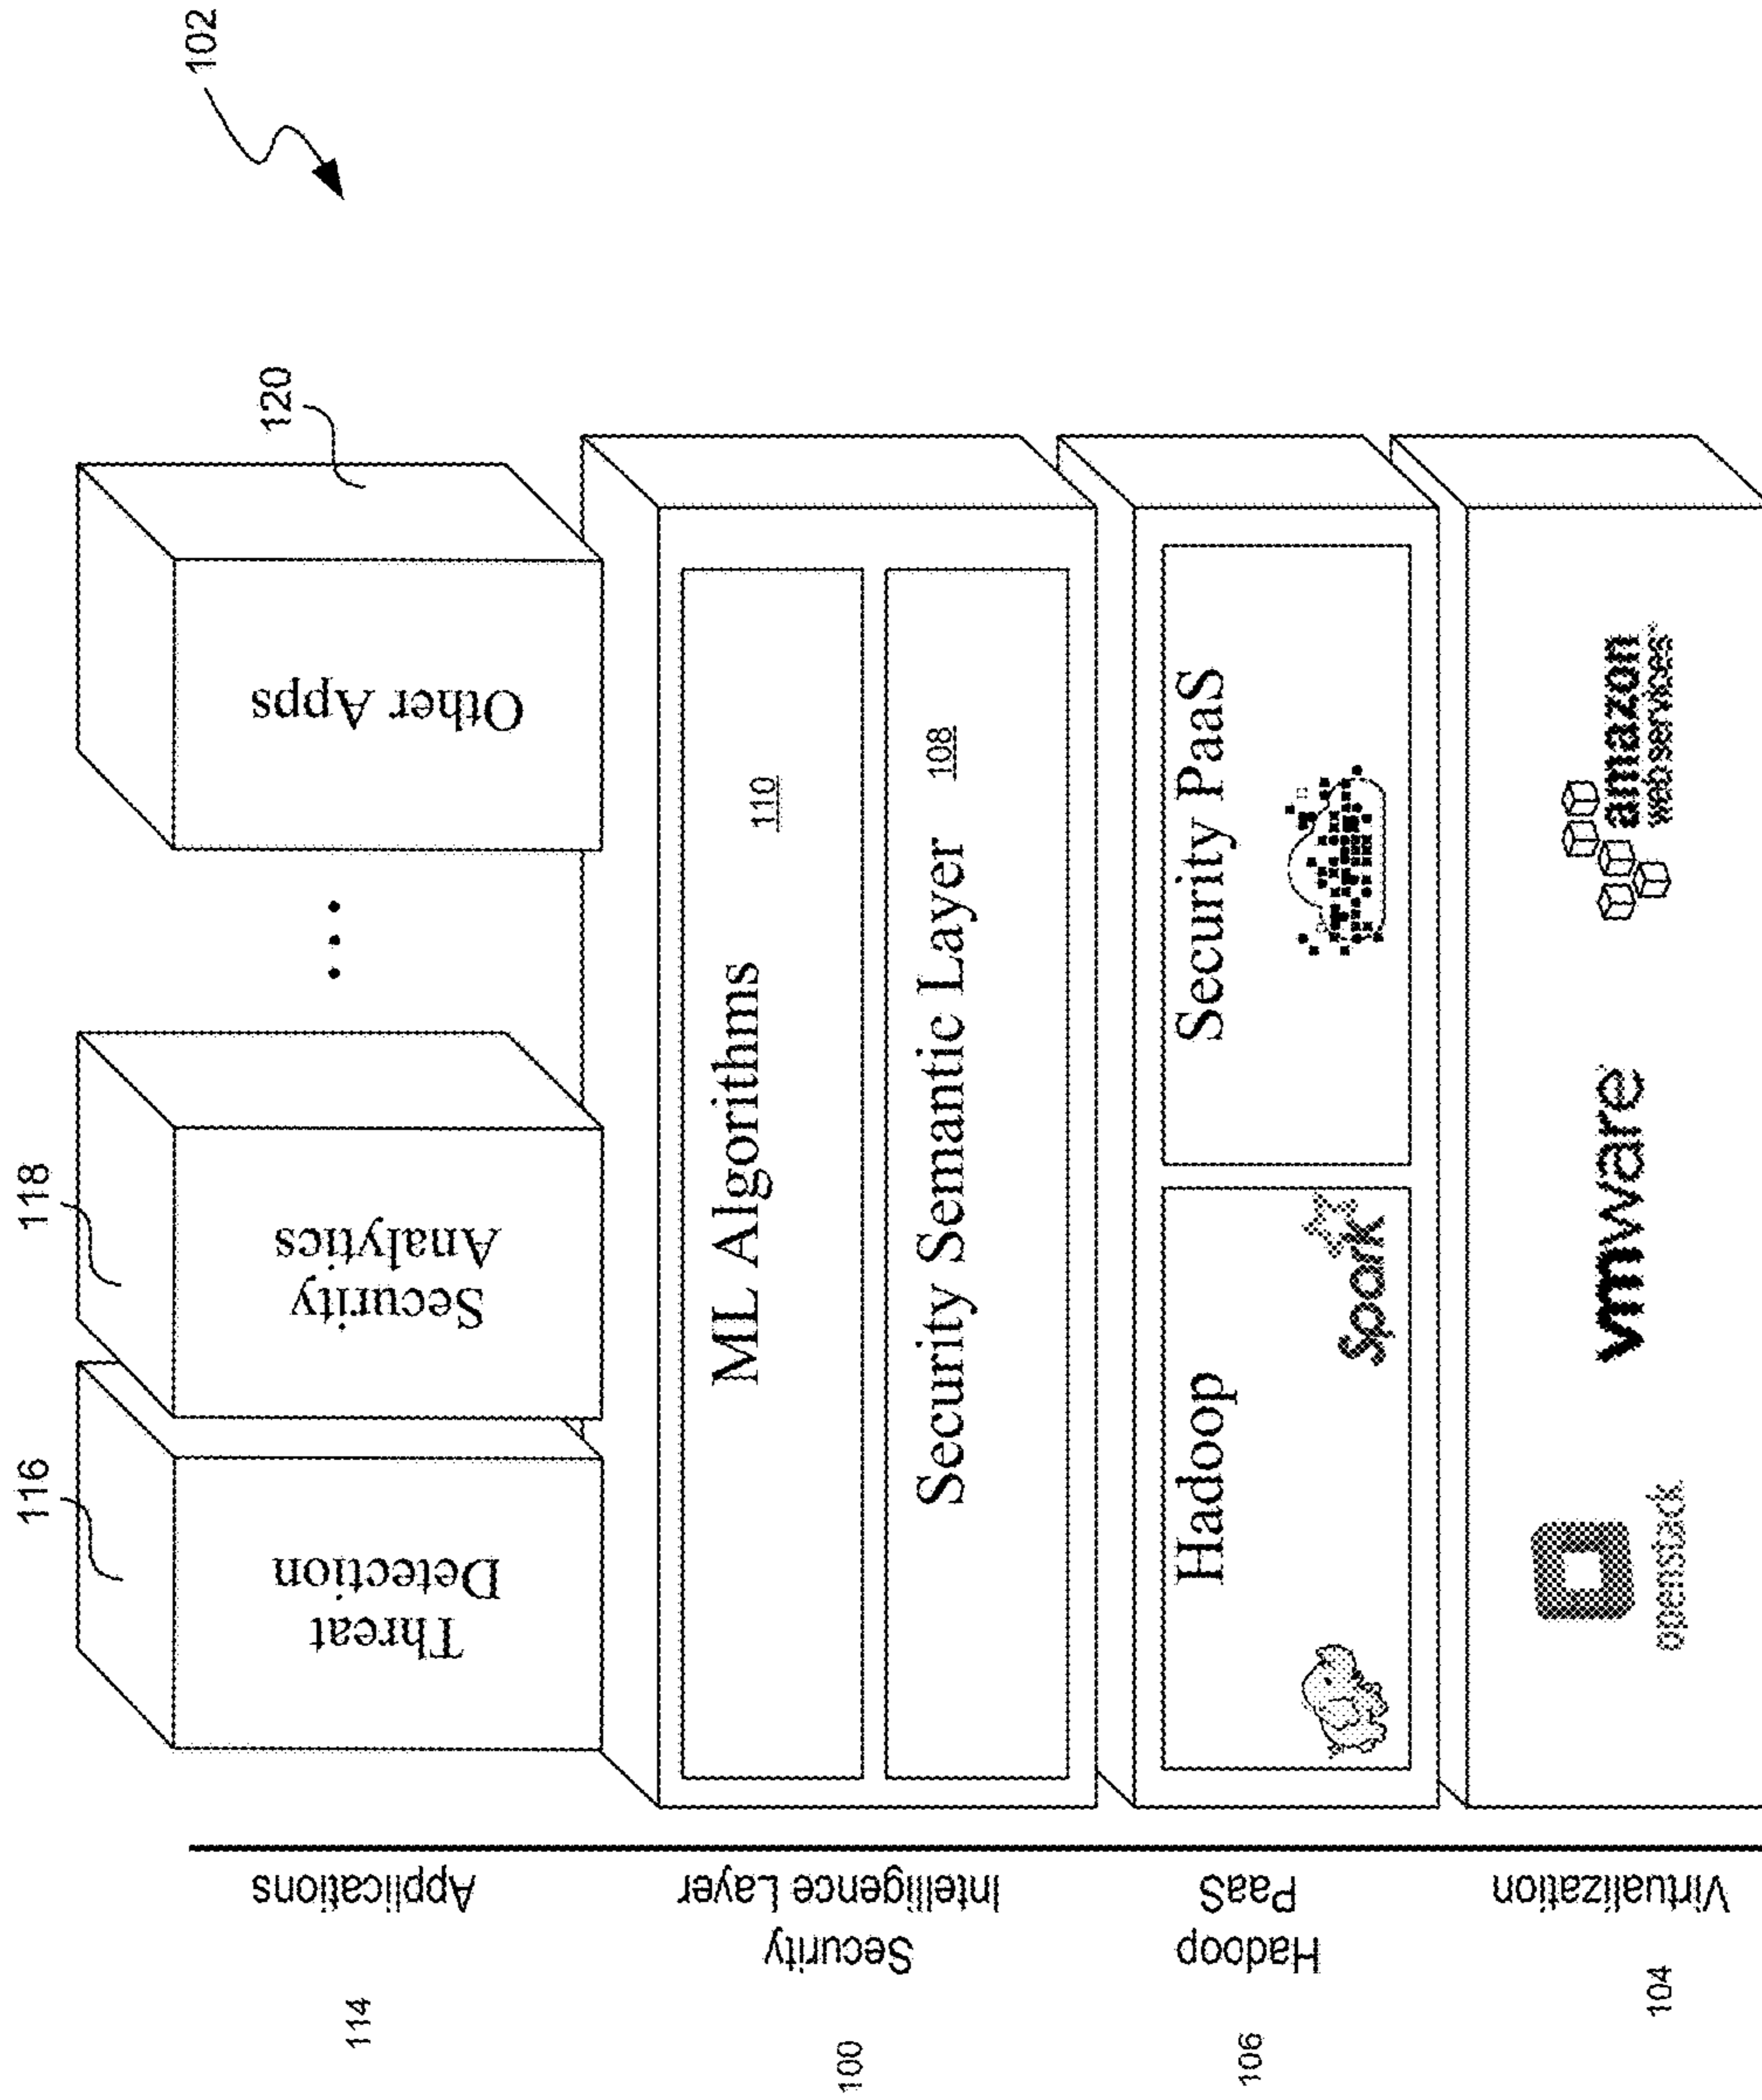 102
114
Applications
116
Threat
Detection
118
Security
Analytics
• • •
120
Other Apps
100
Security
Intelligence Layer
ML Algorithms 110
Security Semantic Layer 108
106
Hadoop
PaaS
Hadoop
Spark
Security PaaS
104
Virtualization
openstack
vmware
amazon
web services